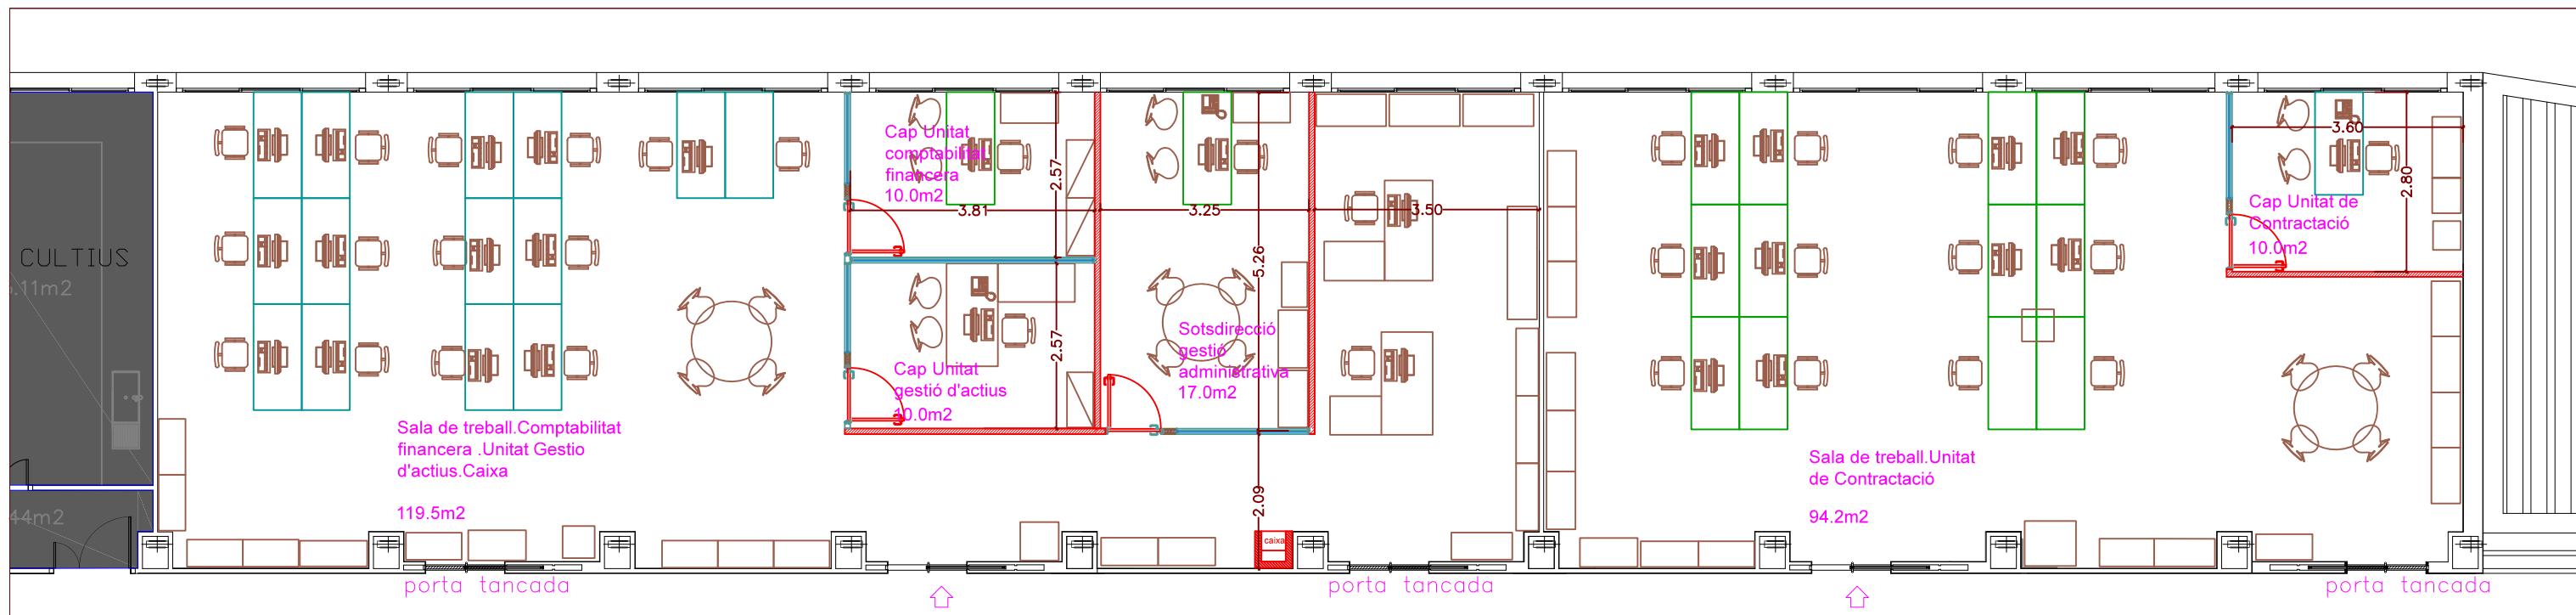 CULTIUS
.11m2
44m2
Sala de treball.Comptabilitat
financera .Unitat Gestio
d'actius.Caixa
119.5m2
porta tancada
Cap Unitat
comptabilitat
financera
10.0m2
2.57
3.81
Cap Unitat
gestió d'actius
10.0m2
2.57
3.25
5.26
Sotsdirecció
gestió
administrativa
17.0m2
2.09
caixa
3.50
porta tancada
Sala de treball.Unitat
de Contractació
94.2m2
3.60
2.80
Cap Unitat de
Contractació
10.0m2
porta tancada